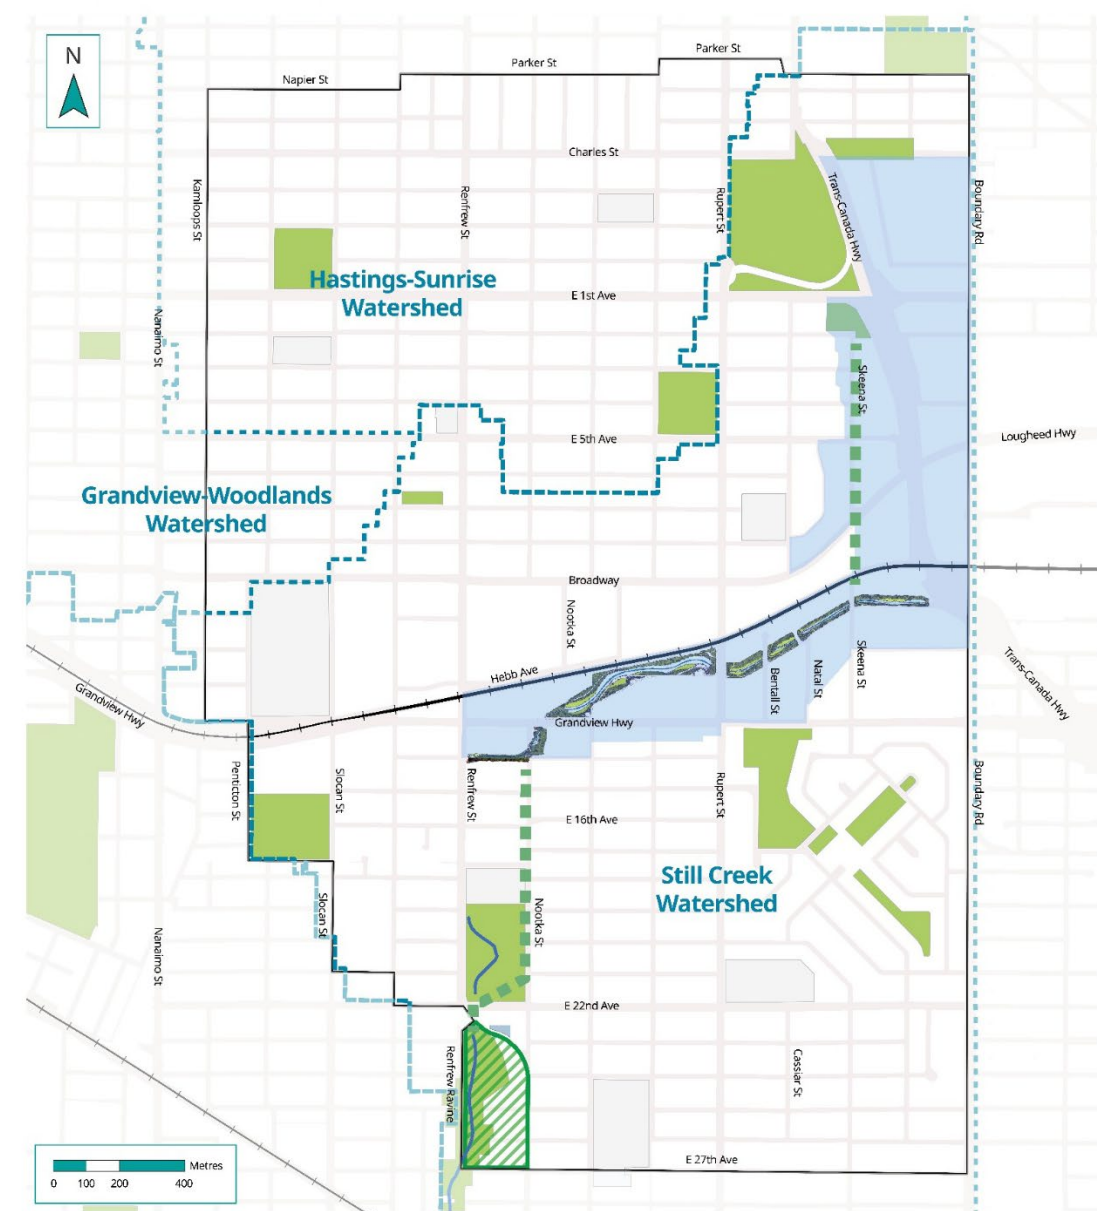 N
Parker St
Parker St
Napier St
Charles St
Kamloops St
Renfrew St
Rupert St
Trans-Canada Hwy
Boundary Rd
Hastings-Sunrise
Watershed
E 1st Ave
Nanaimo St
Skeena St
E 5th Ave
Lougheed Hwy
Grandview-Woodlands
Watershed
Broadway
Nootka St
Hebb Ave
Skeena St
Natal St
Bentall St
Trans-Canada Hwy
Grandview Hwy
Grandview Hwy
Penticton St
Slocan St
Renfrew St
Rupert St
Boundary Rd
E 16th Ave
Still Creek
Watershed
Slocan St
Nootka St
Nanaimo St
E 22nd Ave
Renfrew Ravine
Cassiar St
E 27th Ave
Metres
0 100 200 400